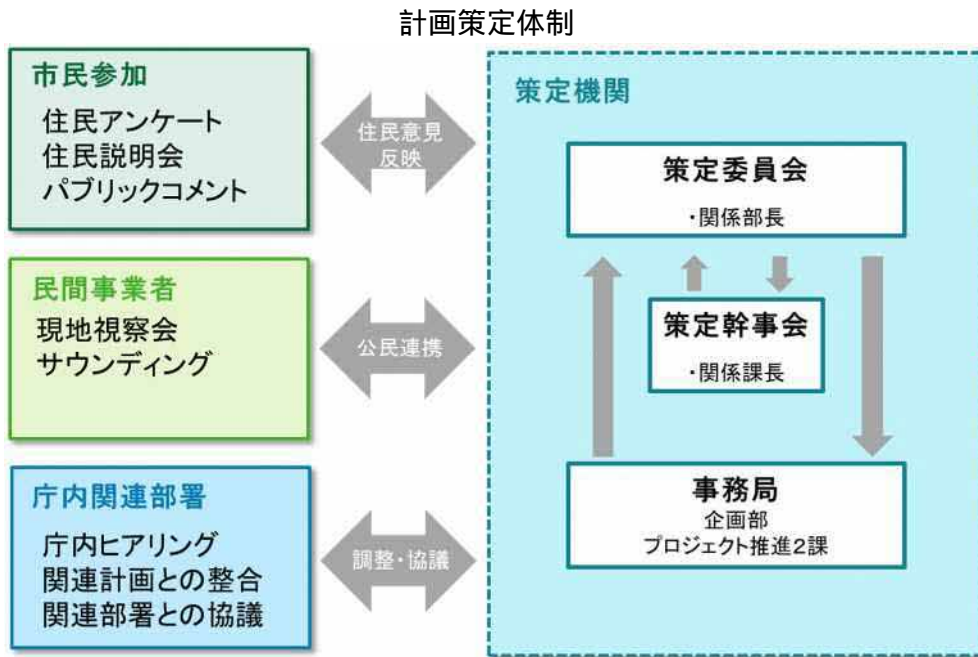 計画策定体制
市民参加
住民アンケート
住民説明会
パブリックコメント
住民意見
反映
民間事業者
現地視察会
サウンディング
公民連携
庁内関連部署
庁内ヒアリング
関連計画との整合
関連部署との協議
調整・協議
策定機関
策定委員会
・関係部長
策定幹事会
・関係課長
事務局
企画部
プロジェクト推進2課